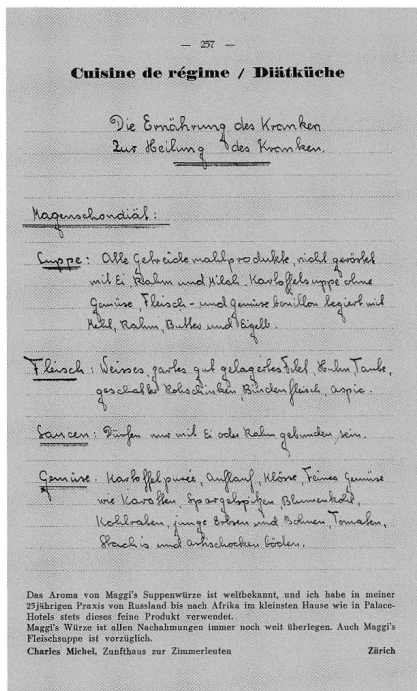 — 257 —
Cuisine de régime / Diätküche
Die Ernährung des Kranken
Zur Heilung des Kranken.
Magenschondiät:
Suppe: Alle Getreidemahlprodukte, nicht geröstet
mit Ei Rahm und Milch. Kartoffelsuppe ohne
Gemüse, Fleisch- und gemüse bouillon legiert mit
Mehl, Rahm, Butter und Eigelb.
Fleisch: Weisses, zartes gut gelagertes Filet, Huhn, Taube,
geschabter Rohschinken, Bündenfleisch, aspic.
Saucen: Dürfen nur mit Ei oder Rahm gebunden sein.
Gemüse. Kartoffelpurée, Auflauf, Klösse, Feines Gemüse
wie Karotten, Spargelspitzen, Blumenkohl,
Kohlraben, junge Erbsen und Bohnen, Tomaten,
Stachis und artischockenböden.
Das Aroma von Maggi's Suppenwürze ist weltbekannt, und ich habe in meiner
25jährigen Praxis von Russland bis nach Afrika im kleinsten Hause wie in Palace-
Hotels stets dieses feine Produkt verwendet.
Maggi's Würze ist allen Nachahmungen immer noch weit überlegen. Auch Maggi's
Fleischsuppe ist vorzüglich.
Charles Michel, Zunfthaus zur Zimmerleuten Zürich